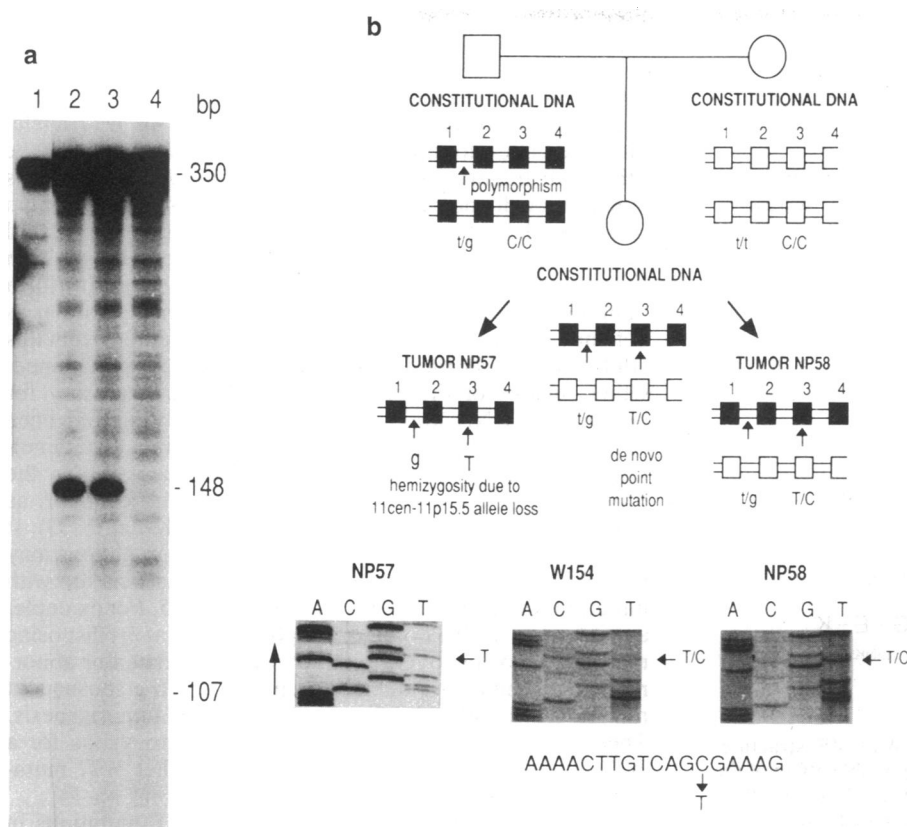 a
1 2 3 4 bp
- 350
- 148
- 107
b
CONSTITUTIONAL DNA
1 2 3 4
polymorphism
t/g C/C
CONSTITUTIONAL DNA
1 2 3 4
t/t C/C
CONSTITUTIONAL DNA
1 2 3 4
t/g T/C
de novo
point
mutation
TUMOR NP57
1 2 3 4
g T
hemizygosity due to
11cen-11p15.5 allele loss
TUMOR NP58
1 2 3 4
t/g T/C
NP57
A C G T
T
W154
A C G T
T/C
NP58
A C G T
T/C
AAAACTTGTCAGCGAAAG
T